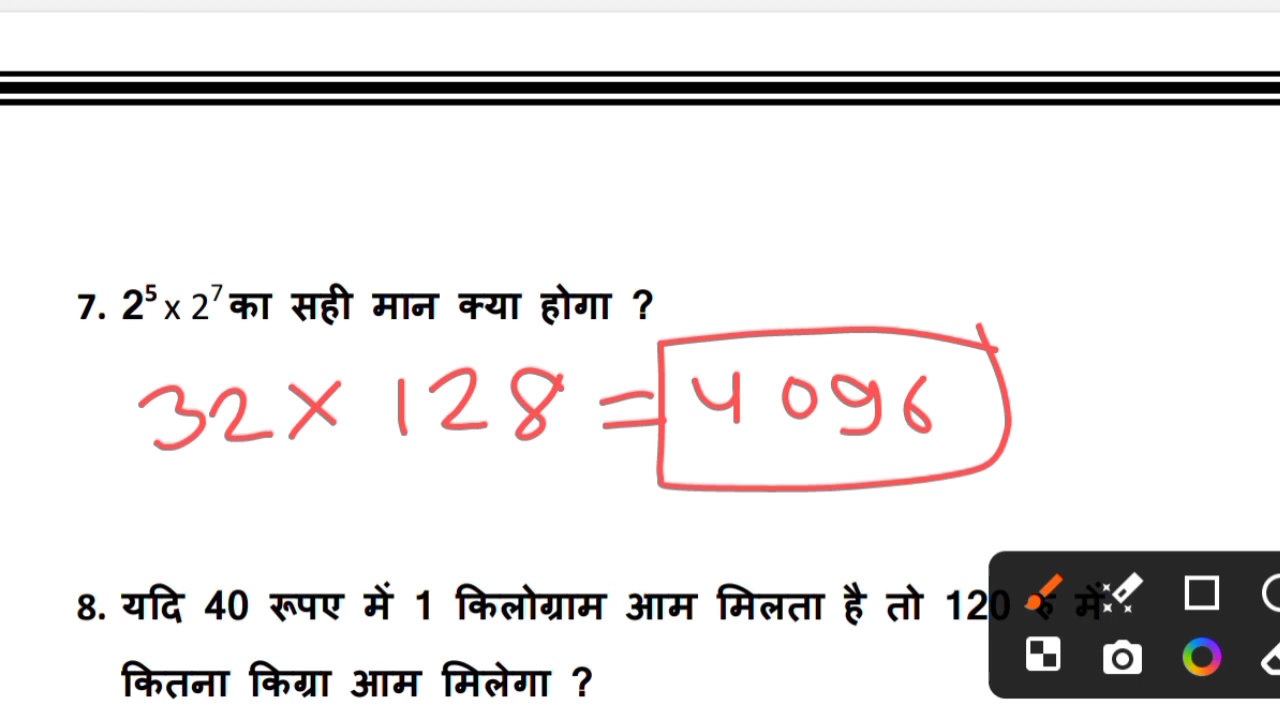 7. 2⁵ x 2⁷ का सही मान क्या होगा ?
32 × 128 = 4096
8. यदि 40 रूपए में 1 किलोग्राम आम मिलता है तो 120 रु में
कितना किग्रा आम मिलेगा ?